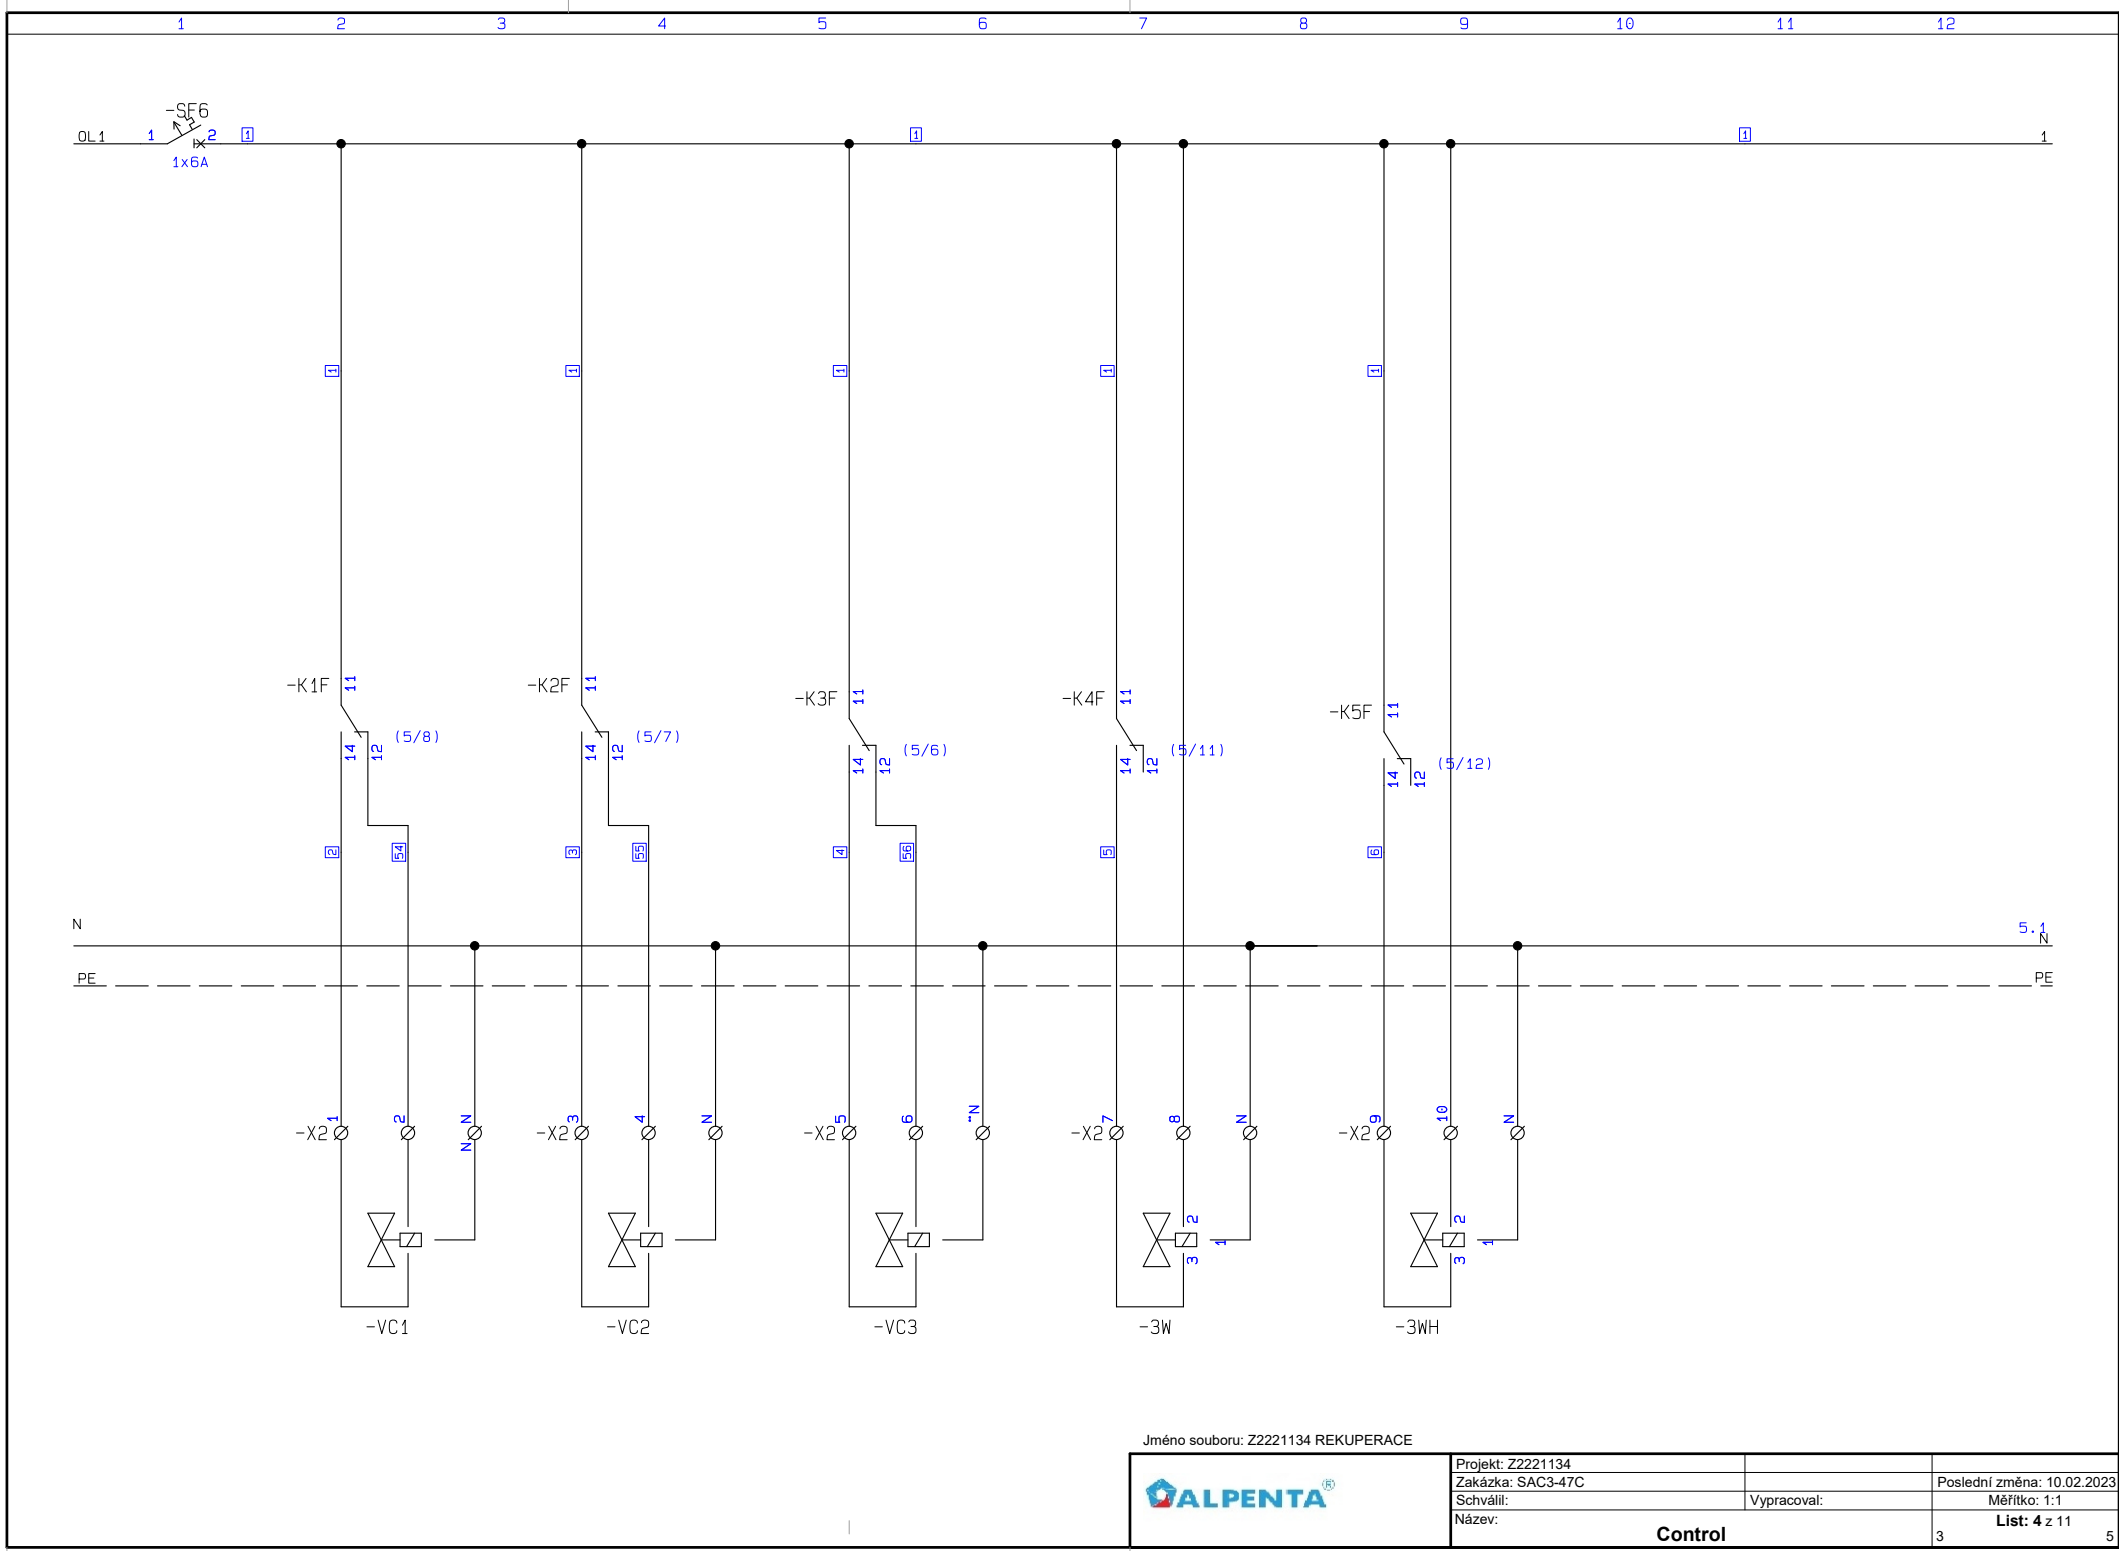 1 2 3 4 5 6 7 8 9 10 11 12
-SF6
0L1 1 2 1 1 1 1
1x6A
1 1 1 1 1
-K1F 11 -K2F 11 -K3F 11 -K4F 11 -K5F 11
14 12 (5/8) 14 12 (5/7) 14 12 (5/6) 14 12 (5/11) 14 12 (5/12)
2 54 3 55 4 56 5 6
N 5.1
N
PE PE
-X2 1 2 N N -X2 3 4 N -X2 5 6 "N -X2 7 8 N -X2 9 10 N
2 1 3 2 1 3
-VC1 -VC2 -VC3 -3W -3WH
Jméno souboru: Z2221134 REKUPERACE
ALPENTA®
Projekt: Z2221134
Zakázka: SAC3-47C Poslední změna: 10.02.2023
Schválil: Vypracoval: Měřítko: 1:1
Název: List: 4 z 11
Control 3 5